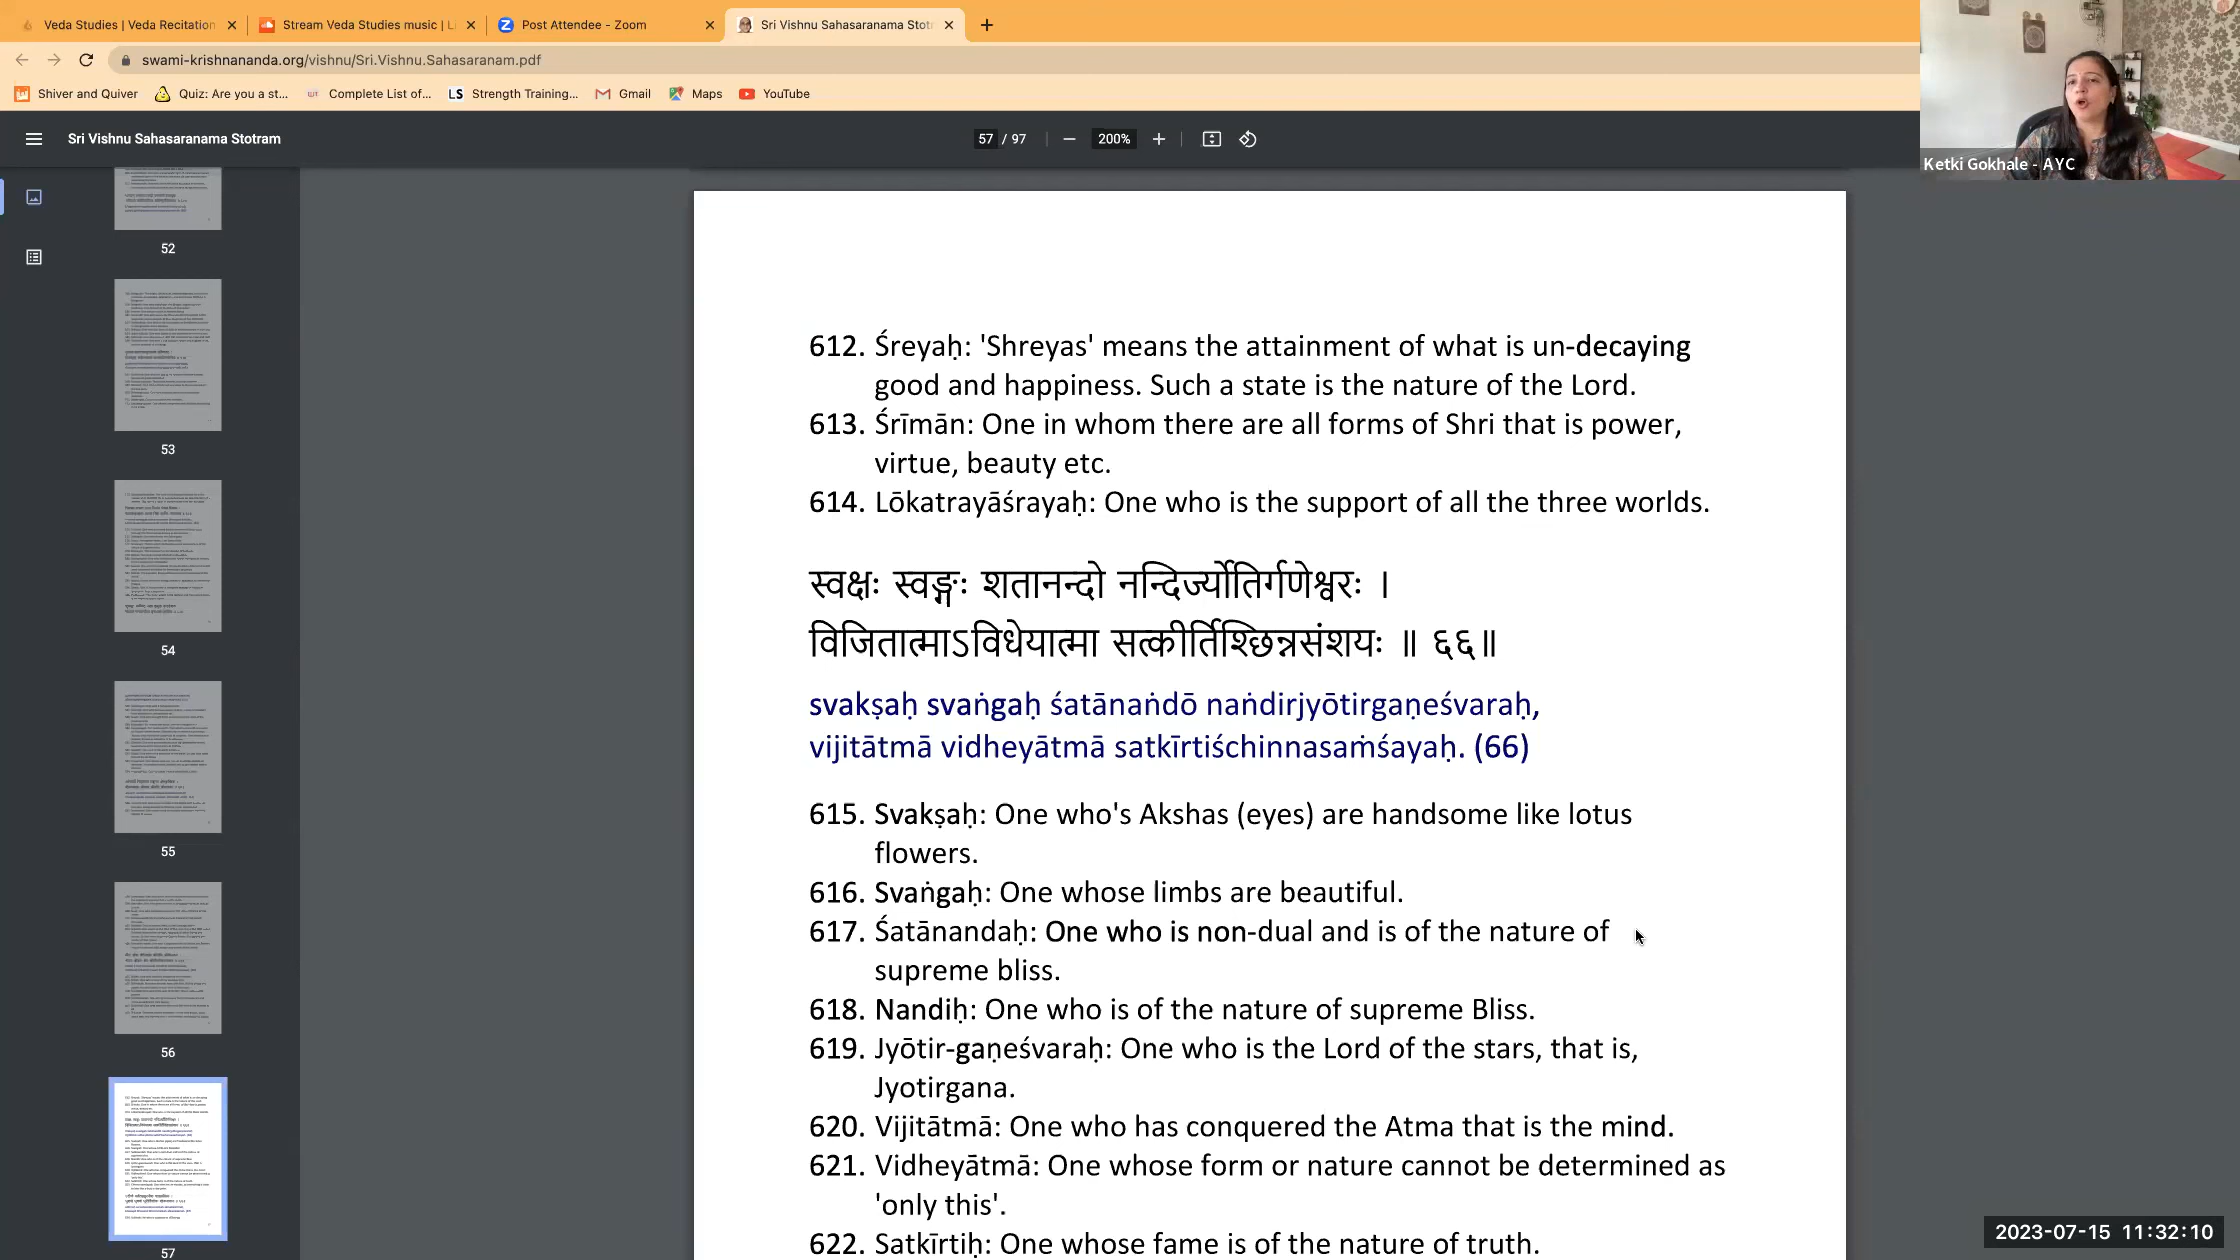 Veda Studies | Veda Recitation
Stream Veda Studies music | Li
Post Attendee - Zoom
Sri Vishnu Sahasaranama Stotr
swami-krishnananda.org/vishnu/Sri.Vishnu.Sahasaranam.pdf
Shiver and Quiver
Quiz: Are you a st...
Complete List of...
LS Strength Training...
Gmail
Maps
YouTube
Ketki Gokhale - AYC
Sri Vishnu Sahasaranama Stotram
57 / 97
200%
52
53
54
55
56
57
612. Śreyaḥ: 'Shreyas' means the attainment of what is un-decaying
good and happiness. Such a state is the nature of the Lord.
613. Śrīmān: One in whom there are all forms of Shri that is power,
virtue, beauty etc.
614. Lōkatrayāśrayaḥ: One who is the support of all the three worlds.
स्वक्षः स्वङ्गः शतानन्दो नन्दिर्ज्योतिर्गणेश्वरः ।
विजितात्माऽविधेयात्मा सत्कीर्तिश्छिन्नसंशयः ॥ ६६॥
svakṣaḥ svaṅgaḥ śatānaṅdō naṅdirjyōtirgaṇeśvaraḥ,
vijitātmā vidheyātmā satkīrtiśchinnasaṁśayaḥ. (66)
615. Svakṣaḥ: One who's Akshas (eyes) are handsome like lotus
flowers.
616. Svaṅgaḥ: One whose limbs are beautiful.
617. Śatānandaḥ: One who is non-dual and is of the nature of
supreme bliss.
618. Nandiḥ: One who is of the nature of supreme Bliss.
619. Jyōtir-gaṇeśvaraḥ: One who is the Lord of the stars, that is,
Jyotirgana.
620. Vijitātmā: One who has conquered the Atma that is the mind.
621. Vidheyātmā: One whose form or nature cannot be determined as
'only this'.
622. Satkīrtiḥ: One whose fame is of the nature of truth.
2023-07-15 11:32:10